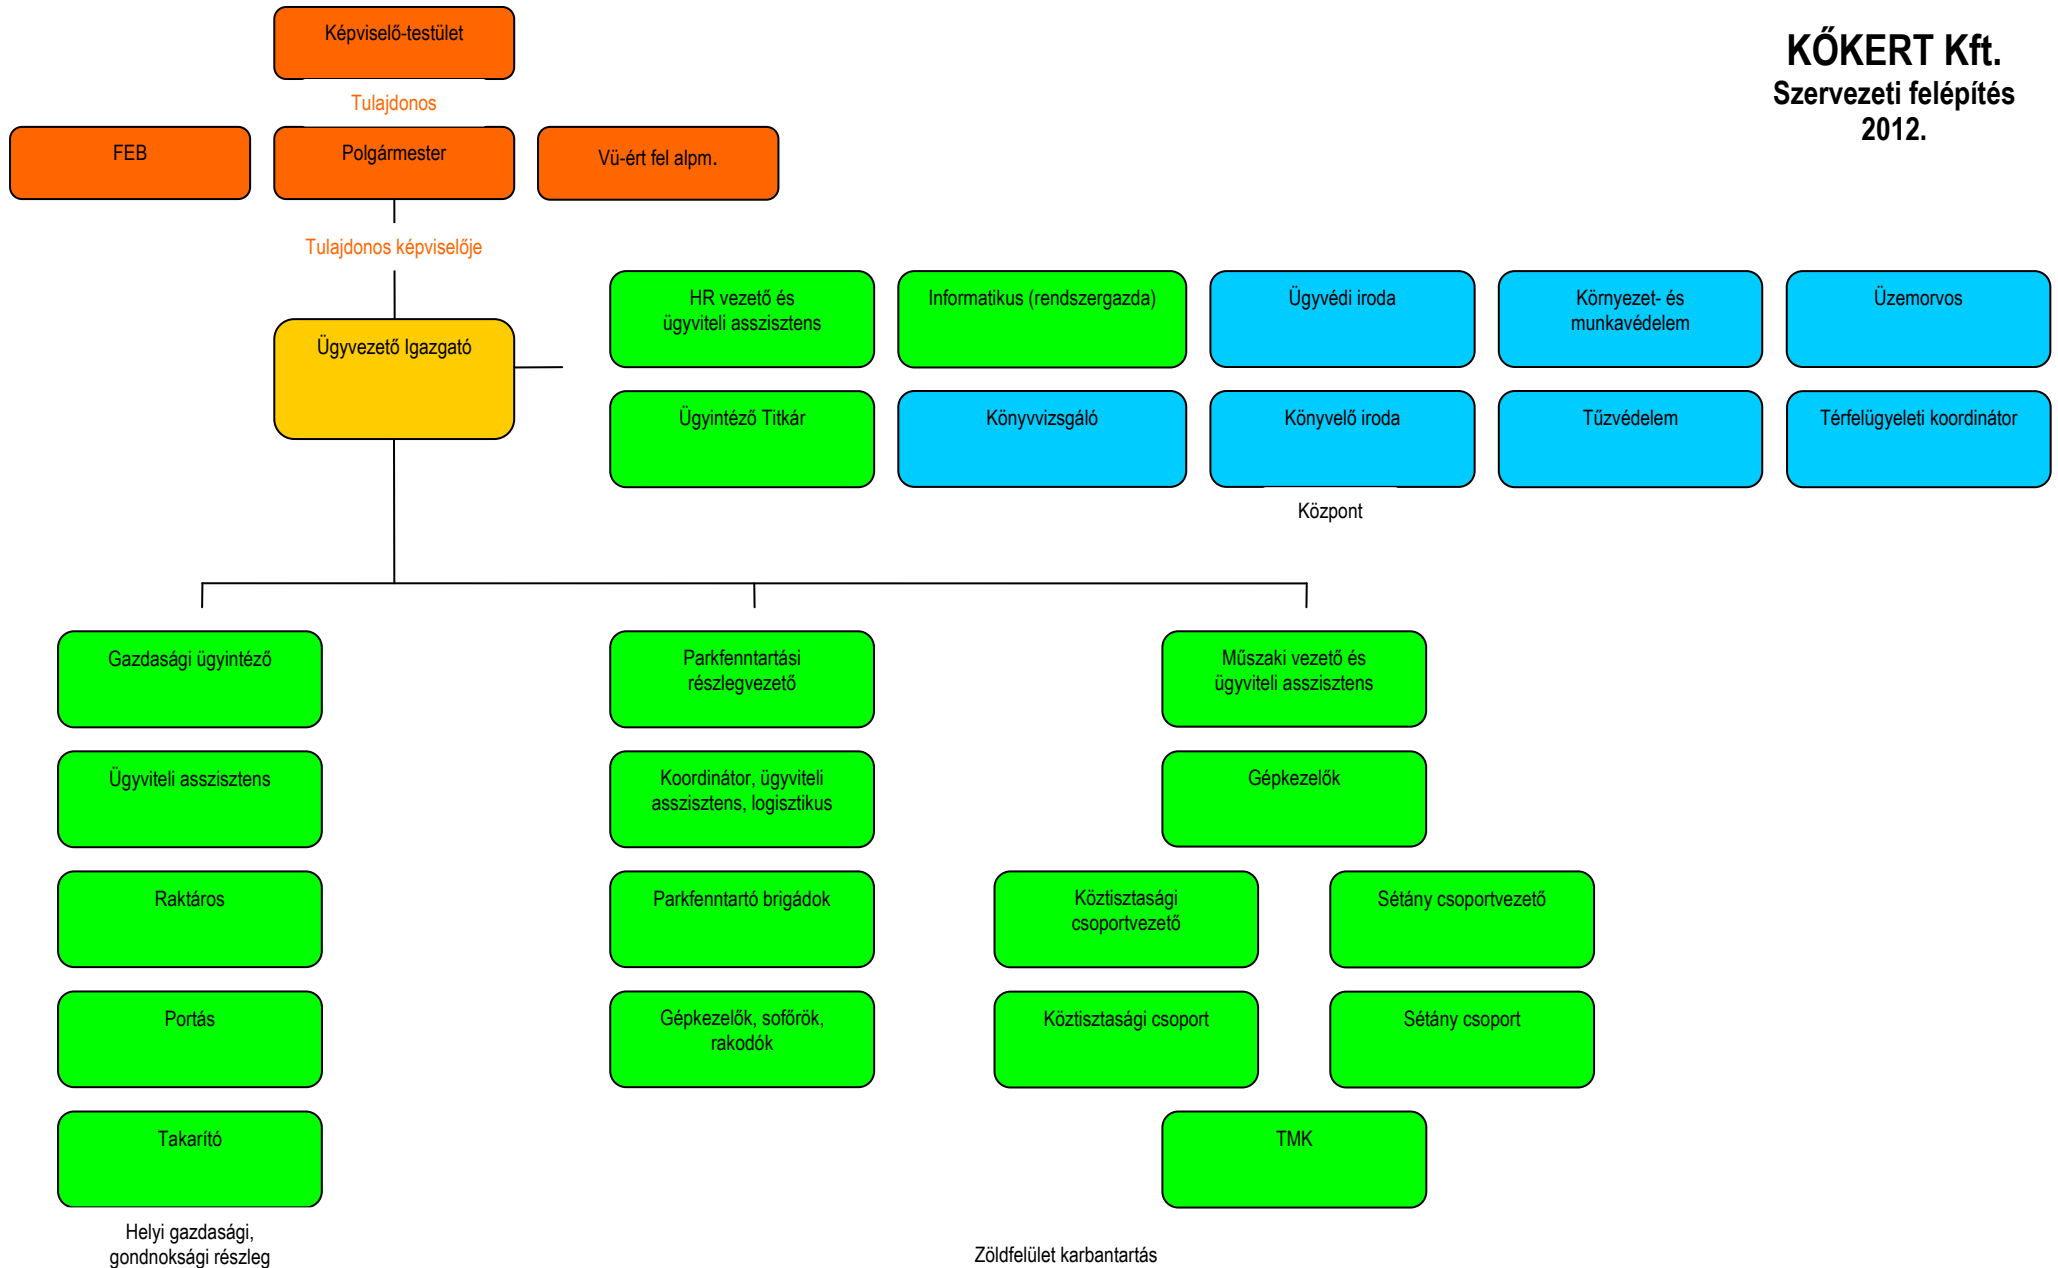 KŐKERT Kft.
Szervezeti felépítés
2012.
Képviselő-testület
Tulajdonos
FEB
Polgármester
Vü-ért fel alpm.
Tulajdonos képviselője
Ügyvezető Igazgató
HR vezető és
ügyviteli asszisztens
Informatikus (rendszergazda)
Ügyvédi iroda
Környezet- és
munkavédelem
Üzemorvos
Ügyintéző Titkár
Könyvvizsgáló
Könyvelő iroda
Tűzvédelem
Térfelügyeleti koordinátor
Központ
Gazdasági ügyintéző
Parkfenntartási
részlegvezető
Műszaki vezető és
ügyviteli asszisztens
Ügyviteli asszisztens
Koordinátor, ügyviteli
asszisztens, logisztikus
Gépkezelők
Raktáros
Parkfenntartó brigádok
Köztisztasági
csoportvezető
Sétány csoportvezető
Portás
Gépkezelők, sofőrök,
rakodók
Köztisztasági csoport
Sétány csoport
Takarító
TMK
Helyi gazdasági,
gondnoksági részleg
Zöldfelület karbantartás